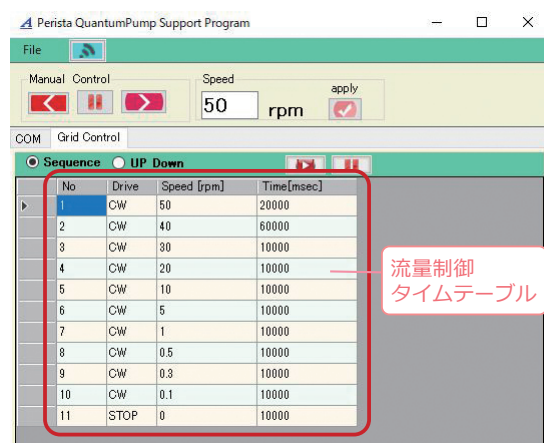 Perista QuantumPump Support Program
File
Manual Control
Speed
50 rpm
apply
COM Grid Control
Sequence UP Down
No Drive Speed [rpm] Time[msec]
1 CW 50 20000
2 CW 40 60000
3 CW 30 10000
4 CW 20 10000
5 CW 10 10000
6 CW 5 10000
7 CW 1 10000
8 CW 0.5 10000
9 CW 0.3 10000
10 CW 0.1 10000
11 STOP 0 10000
流量制御
タイムテーブル